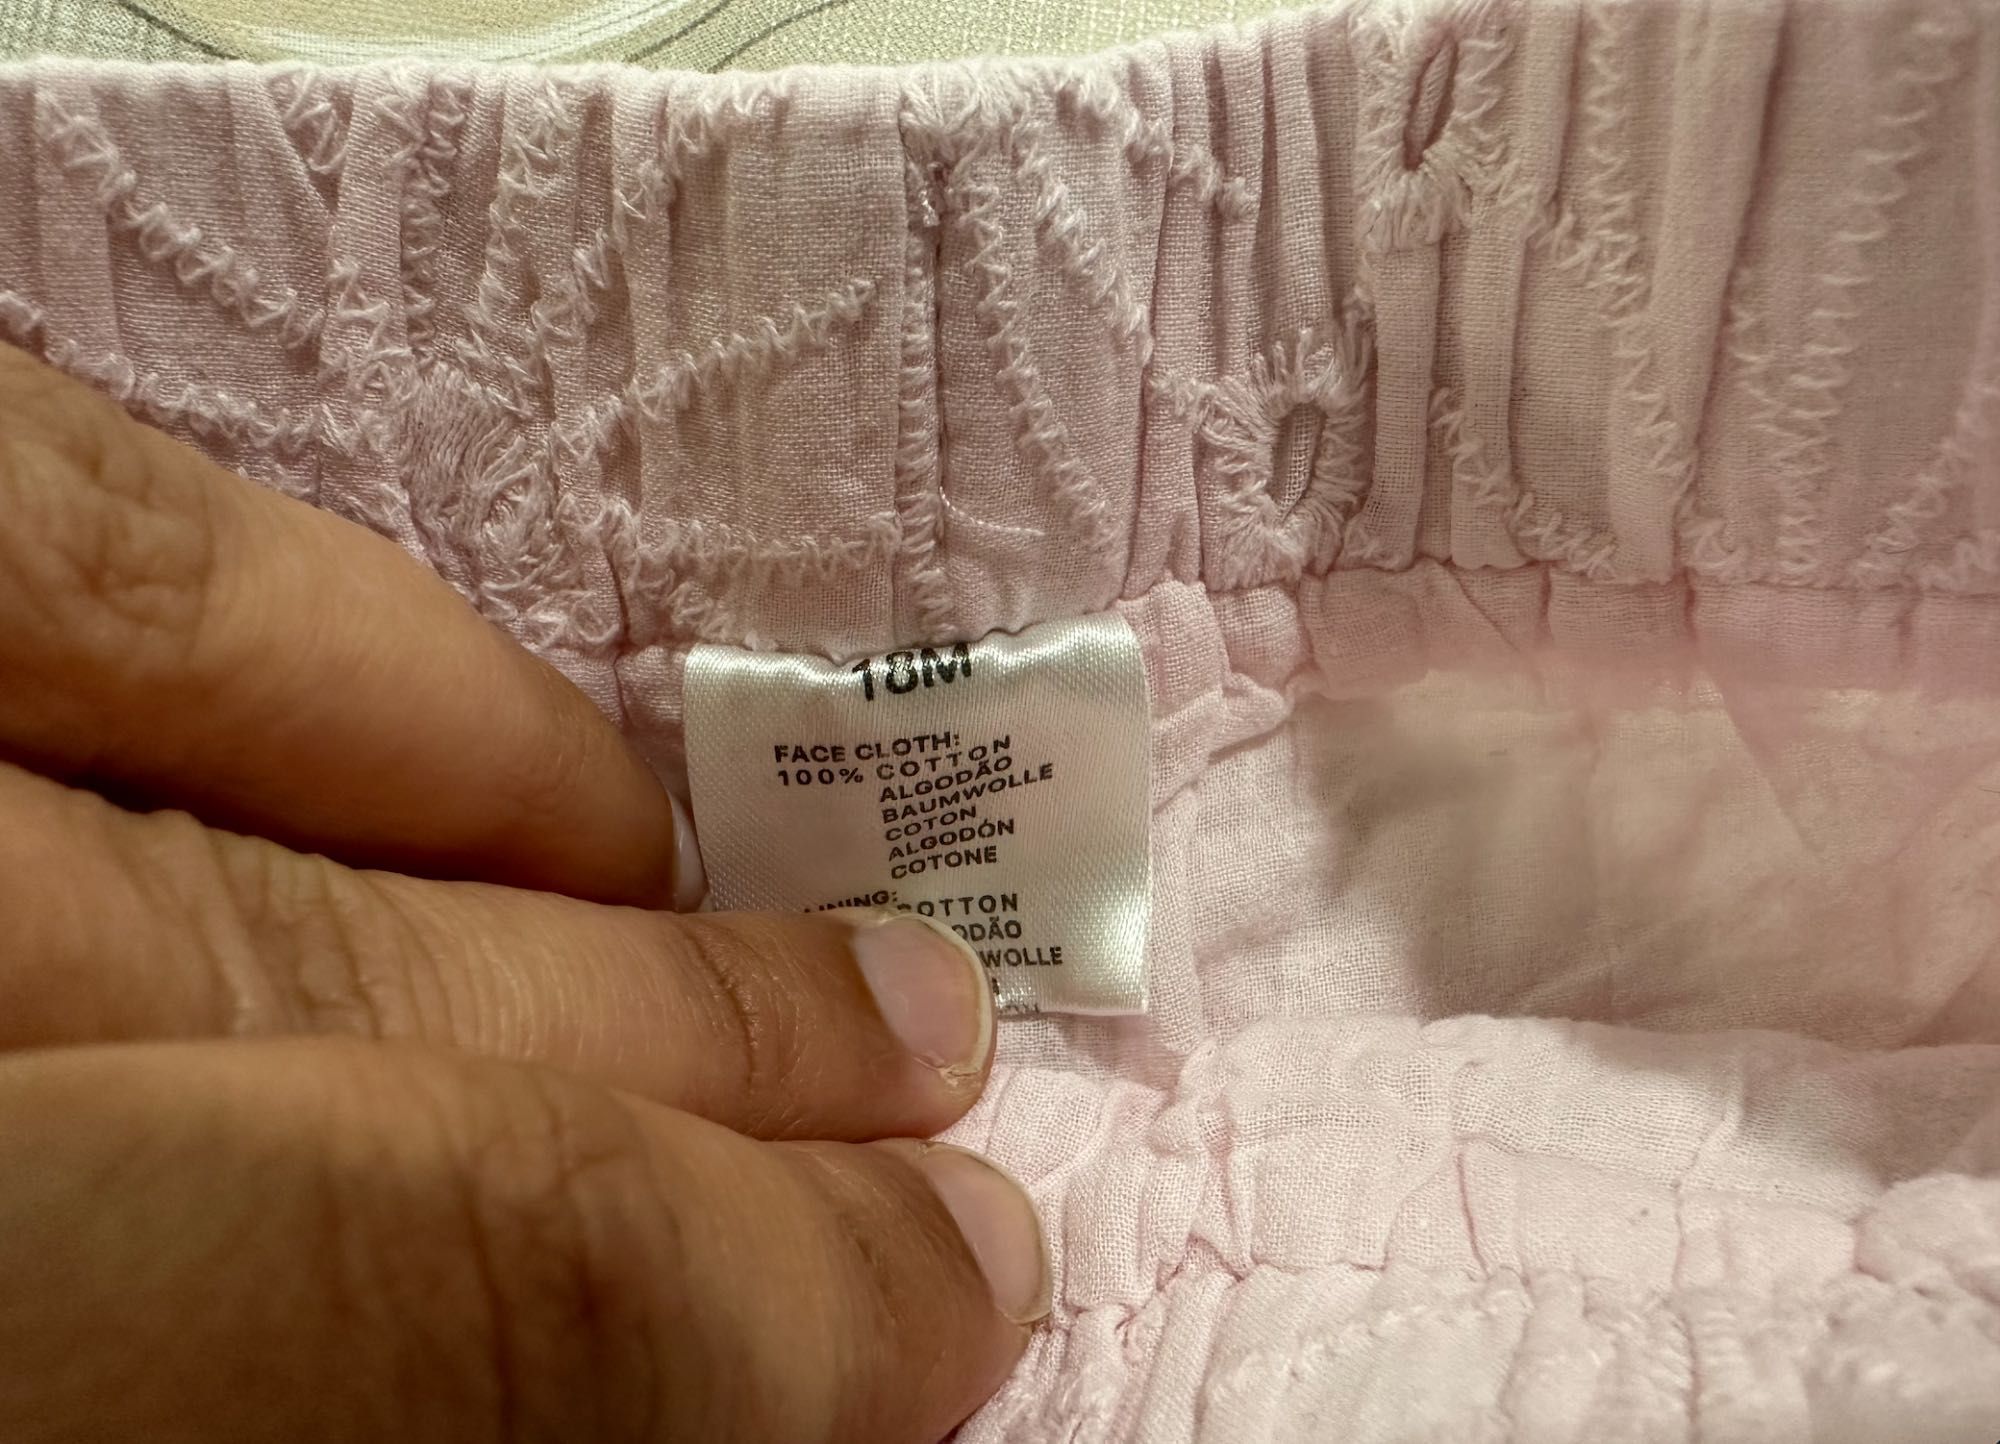 18M
FACE CLOTH:
100% COTTON
ALGODÃO
BAUMWOLLE
COTON
ALGODÓN
COTONE
LINING:
COTTON